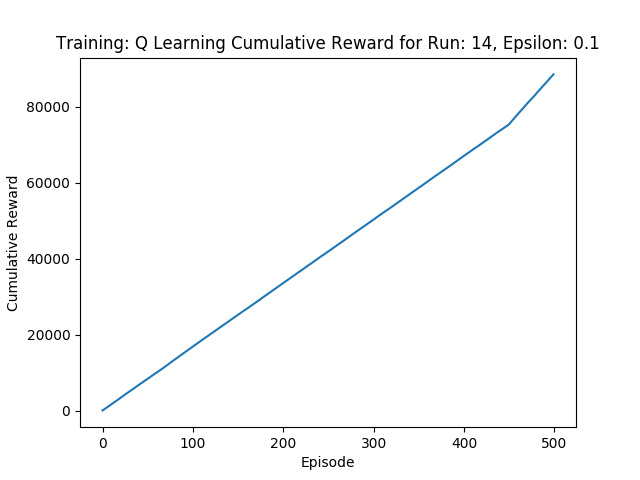 Training: Q Learning Cumulative Reward for Run: 14, Epsilon: 0.1
80000
60000
40000
20000
0
Cumulative Reward
0 100 200 300 400 500
Episode